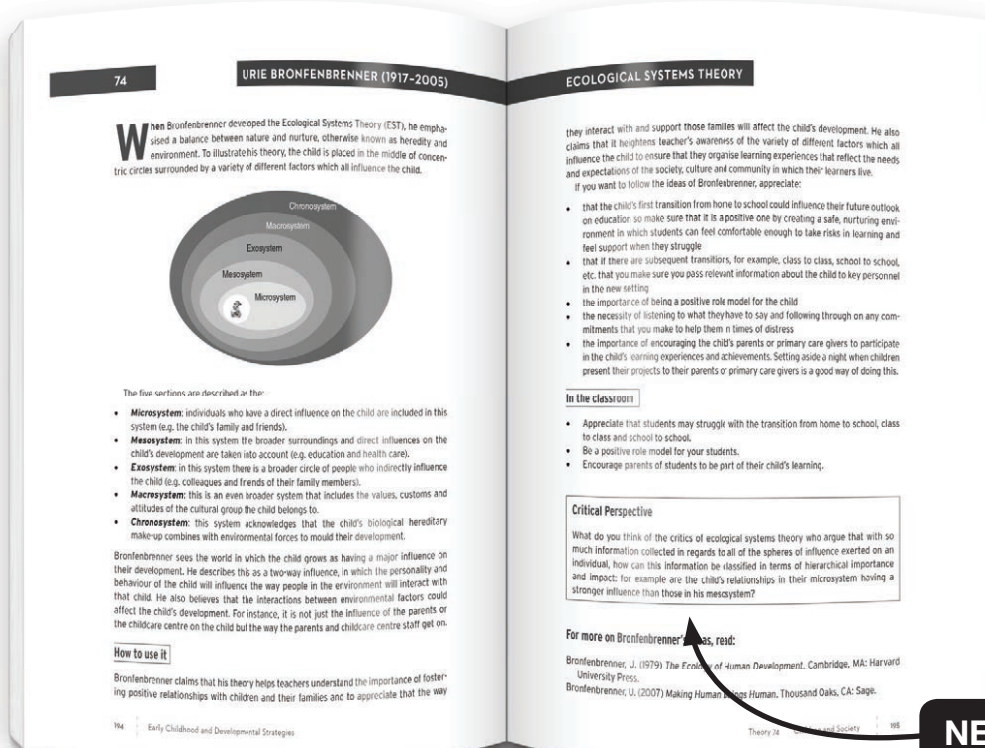 74
URIE BRONFENBRENNER (1917–2005)
When Bronfenbrenner deveoped the Ecological Systems Theory (EST), he empha-
sised a balance between nature and nurture, otherwise known as heredity and
environment. To illustrate his theory, the child is placed in the middle of concen-
tric circles surrounded by a variety of different factors which all influence the child.
Chronosystem
Macrosystem
Exosystem
Mesosystem
Microsystem
The five sections are described as the:
• Microsystem: individuals who have a direct influence on the child are included in this
system (e.g. the child's family and friends).
• Mesosystem: in this system the broader surroundings and direct influences on the
child's development are taken into account (e.g. education and health care).
• Exosystem: in this system there is a broader circle of people who indirectly influence
the child (e.g. colleagues and friends of their family members).
• Macrosystem: this is an even broader system that includes the values, customs and
attitudes of the cultural group the child belongs to.
• Chronosystem: this system acknowledges that the child's biological hereditary
make-up combines with environmental forces to mould their development.
Bronfenbrenner sees the world in which the child grows as having a major influence on
their development. He describes this as a two-way influence, in which the personality and
behaviour of the child will influence the way people in the environment will interact with
that child. He also believes that the interactions between environmental factors could
affect the child's development. For instance, it is not just the influence of the parents or
the childcare centre on the child but the way the parents and childcare centre staff get on.
How to use it
Bronfenbrenner claims that his theory helps teachers understand the importance of foster-
ing positive relationships with children and their families and to appreciate that the way
194 Early Childhood and Developmental Strategies
ECOLOGICAL SYSTEMS THEORY
they interact with and support those families will affect the child's development. He also
claims that it heightens teacher's awareness of the variety of different factors which all
influence the child to ensure that they organise learning experiences that reflect the needs
and expectations of the society, culture and community in which their learners live.
If you want to follow the ideas of Bronfenbrenner, appreciate:
• that the child's first transition from home to school could influence their future outlook
on education so make sure that it is a positive one by creating a safe, nurturing envi-
ronment in which students can feel comfortable enough to take risks in learning and
feel support when they struggle
• that if there are subsequent transitions, for example, class to class, school to school,
etc. that you make sure you pass relevant information about the child to key personnel
in the new setting
• the importance of being a positive role model for the child
• the necessity of listening to what they have to say and following through on any com-
mitments that you make to help them in times of distress
• the importance of encouraging the child's parents or primary care givers to participate
in the child's learning experiences and achievements. Setting aside a night when children
present their projects to their parents or primary care givers is a good way of doing this.
In the classroom
• Appreciate that students may struggle with the transition from home to school, class
to class and school to school.
• Be a positive role model for your students.
• Encourage parents of students to be part of their child's learning.
Critical Perspective
What do you think of the critics of ecological systems theory who argue that with so
much information collected in regards to all of the spheres of influence exerted on an
individual, how can this information be classified in terms of hierarchical importance
and impact: for example are the child's relationships in their microsystem having a
stronger influence than those in his mesosystem?
For more on Bronfenbrenner's ideas, read:
Bronfenbrenner, J. (1979) The Ecology of Human Development. Cambridge, MA: Harvard
University Press.
Bronfenbrenner, U. (2007) Making Human Beings Human. Thousand Oaks, CA: Sage.
Theory 74 and Society 195
NE